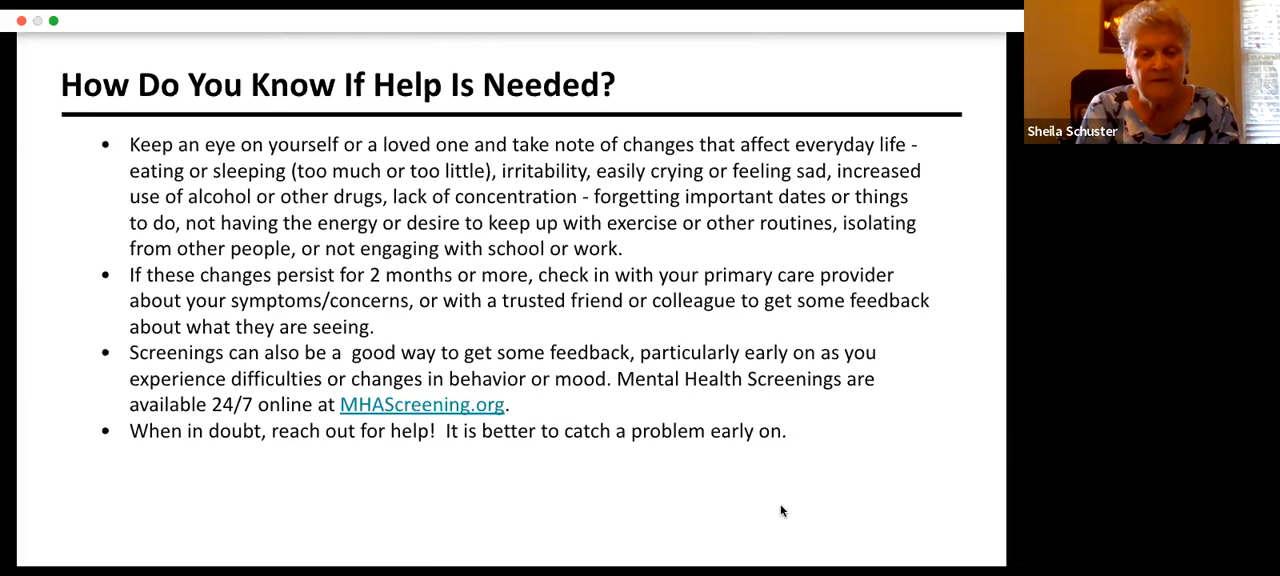 How Do You Know If Help Is Needed?
• Keep an eye on yourself or a loved one and take note of changes that affect everyday life -
eating or sleeping (too much or too little), irritability, easily crying or feeling sad, increased
use of alcohol or other drugs, lack of concentration - forgetting important dates or things
to do, not having the energy or desire to keep up with exercise or other routines, isolating
from other people, or not engaging with school or work.
• If these changes persist for 2 months or more, check in with your primary care provider
about your symptoms/concerns, or with a trusted friend or colleague to get some feedback
about what they are seeing.
• Screenings can also be a  good way to get some feedback, particularly early on as you
experience difficulties or changes in behavior or mood. Mental Health Screenings are
available 24/7 online at MHAScreening.org.
• When in doubt, reach out for help!  It is better to catch a problem early on.
Sheila Schuster